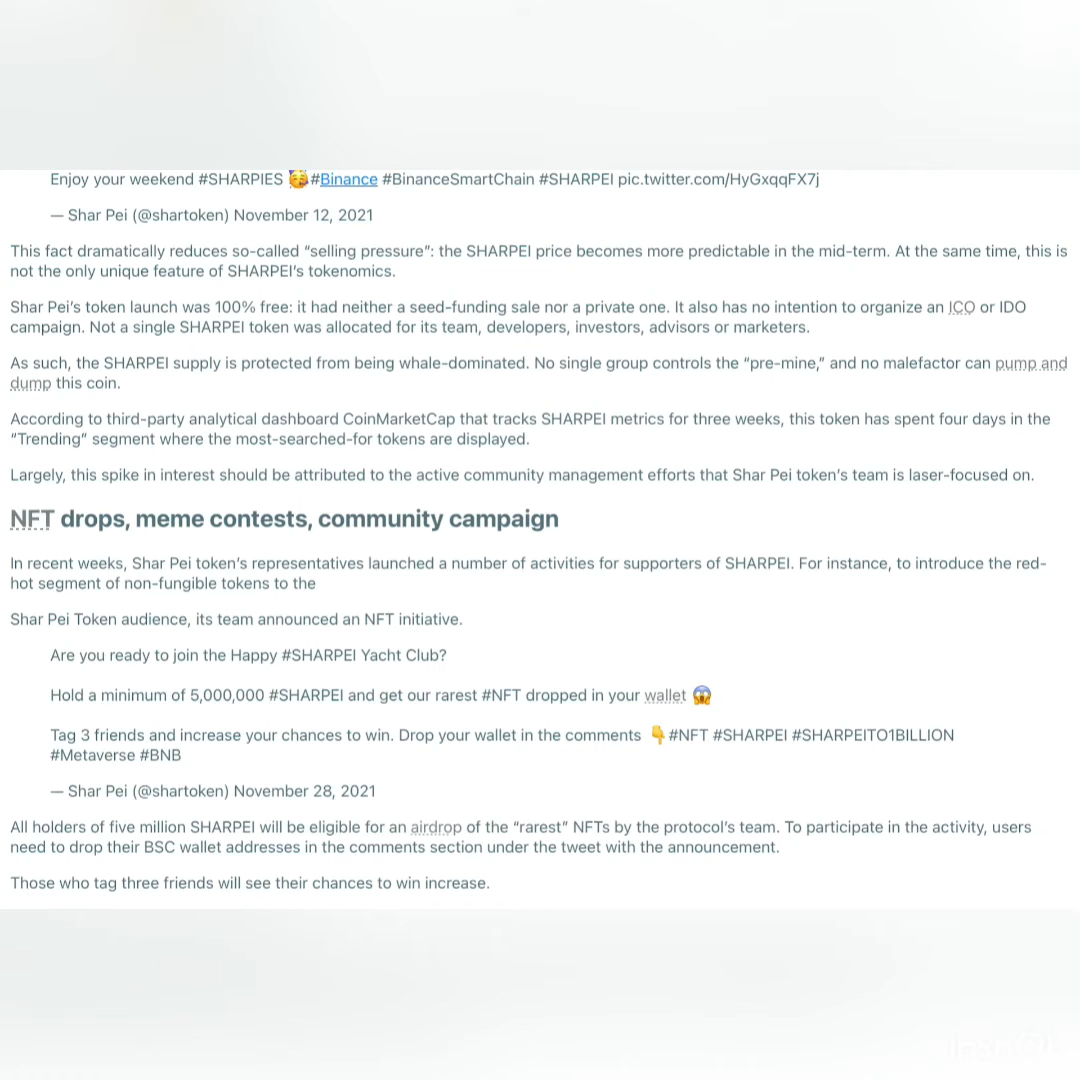 Enjoy your weekend #SHARPIES 🥳#Binance #BinanceSmartChain #SHARPEI pic.twitter.com/HyGxqqFX7j
— Shar Pei (@shartoken) November 12, 2021
This fact dramatically reduces so-called “selling pressure”: the SHARPEI price becomes more predictable in the mid-term. At the same time, this is
not the only unique feature of SHARPEI’s tokenomics.
Shar Pei’s token launch was 100% free: it had neither a seed-funding sale nor a private one. It also has no intention to organize an ICO or IDO
campaign. Not a single SHARPEI token was allocated for its team, developers, investors, advisors or marketers.
As such, the SHARPEI supply is protected from being whale-dominated. No single group controls the “pre-mine,” and no malefactor can pump and
dump this coin.
According to third-party analytical dashboard CoinMarketCap that tracks SHARPEI metrics for three weeks, this token has spent four days in the
“Trending” segment where the most-searched-for tokens are displayed.
Largely, this spike in interest should be attributed to the active community management efforts that Shar Pei token’s team is laser-focused on.
NFT drops, meme contests, community campaign
In recent weeks, Shar Pei token’s representatives launched a number of activities for supporters of SHARPEI. For instance, to introduce the red-
hot segment of non-fungible tokens to the
Shar Pei Token audience, its team announced an NFT initiative.
Are you ready to join the Happy #SHARPEI Yacht Club?
Hold a minimum of 5,000,000 #SHARPEI and get our rarest #NFT dropped in your wallet 😱
Tag 3 friends and increase your chances to win. Drop your wallet in the comments 👇#NFT #SHARPEI #SHARPEITO1BILLION
#Metaverse #BNB
— Shar Pei (@shartoken) November 28, 2021
All holders of five million SHARPEI will be eligible for an airdrop of the “rarest” NFTs by the protocol’s team. To participate in the activity, users
need to drop their BSC wallet addresses in the comments section under the tweet with the announcement.
Those who tag three friends will see their chances to win increase.